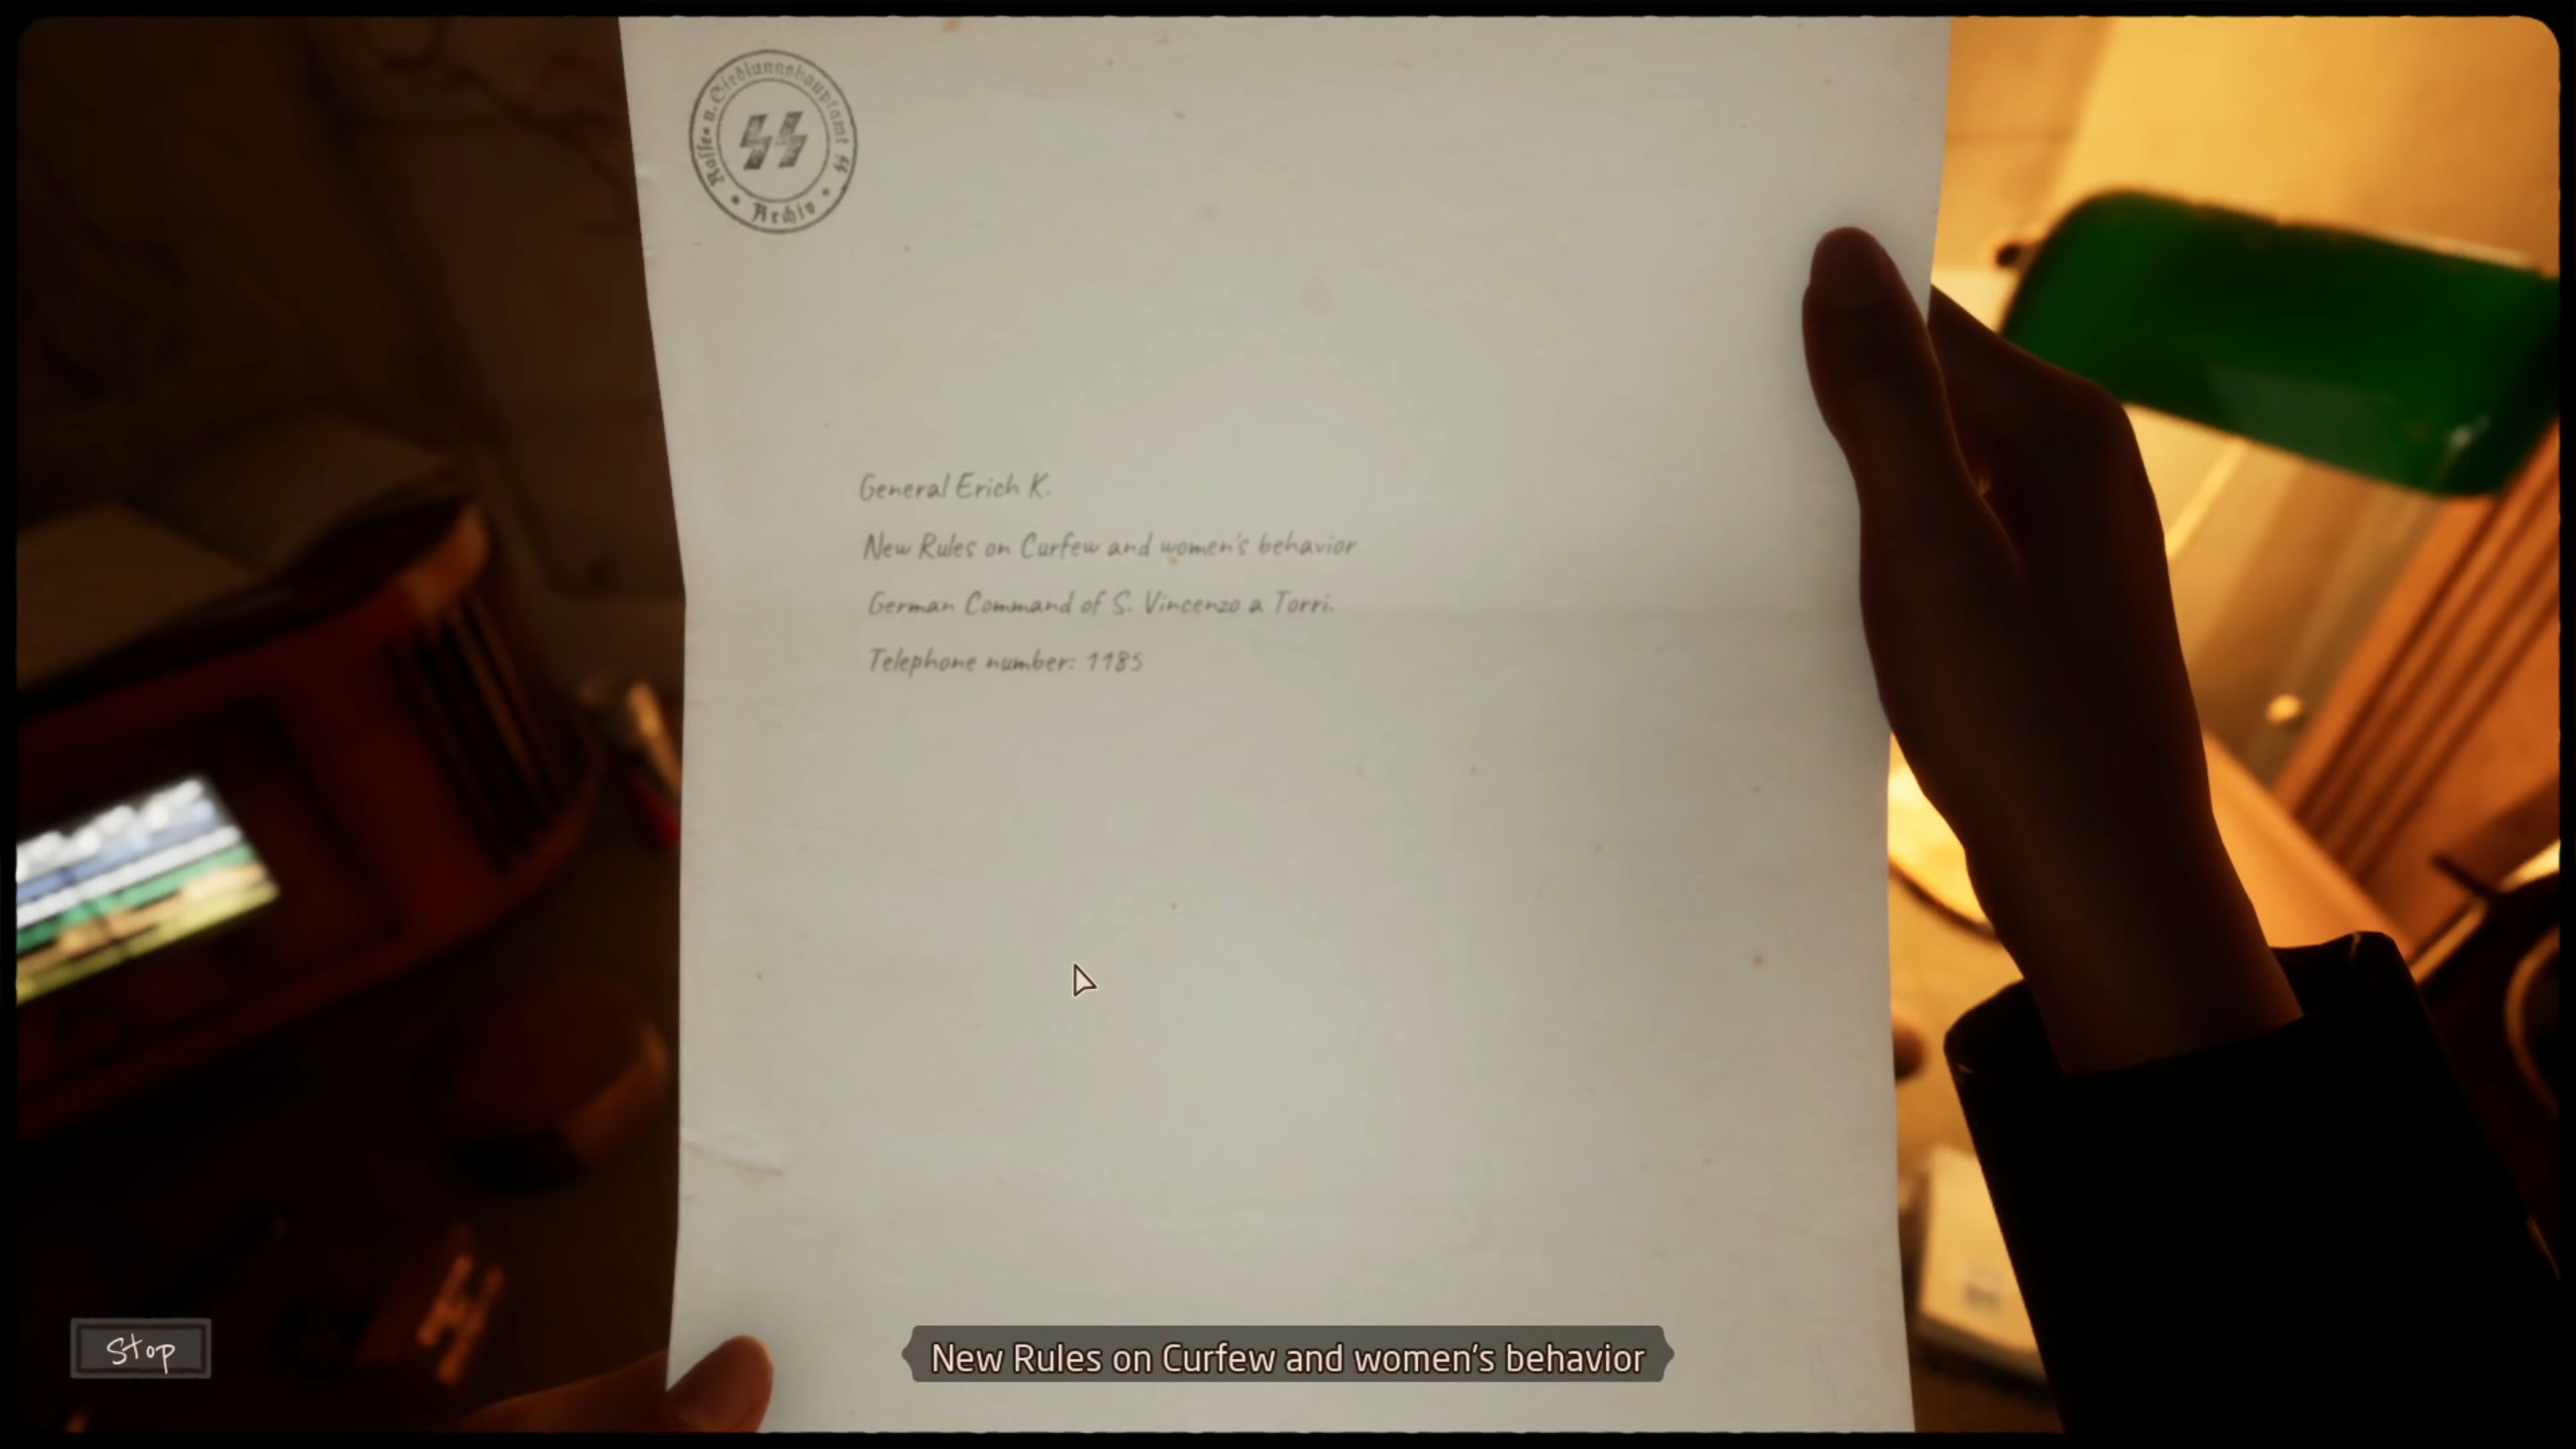 Rasse- u. Siedlungshauptamt SS
SS
Archiv
General Erich K.
New Rules on Curfew and women's behavior
German Command of S. Vincenzo a Torri.
Telephone number: 1185
Stop
New Rules on Curfew and women's behavior